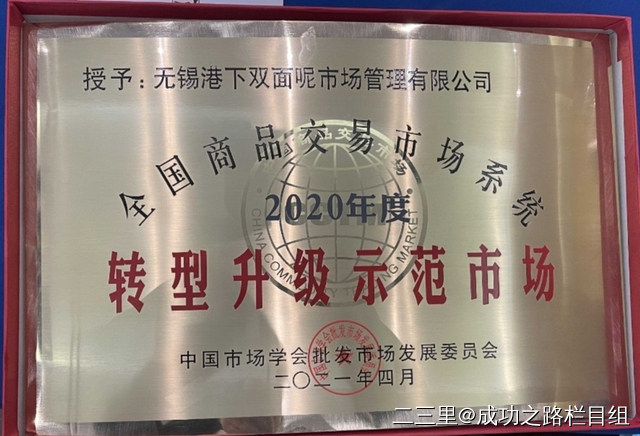 授予：无锡港下双面呢市场管理有限公司
全国商品交易市场系统
2020年度
转型升级示范市场
中国市场学会批发市场发展委员会
二〇二一年四月
二三里@成功之路栏目组